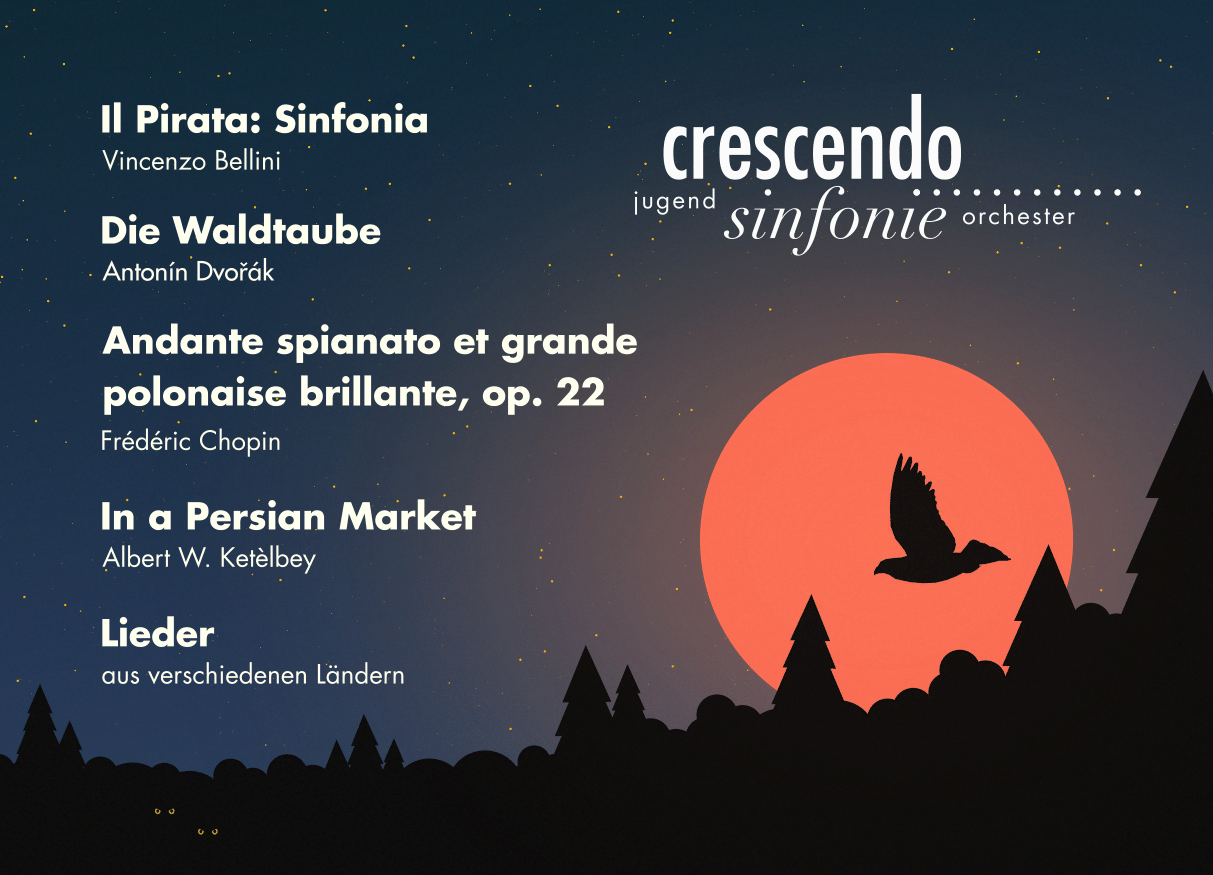 Il Pirata: Sinfonia
Vincenzo Bellini
Die Waldtaube
Antonín Dvořák
Andante spianato et grande
polonaise brillante, op. 22
Frédéric Chopin
In a Persian Market
Albert W. Ketèlbey
Lieder
aus verschiedenen Ländern
crescendo
jugend sinfonie orchester